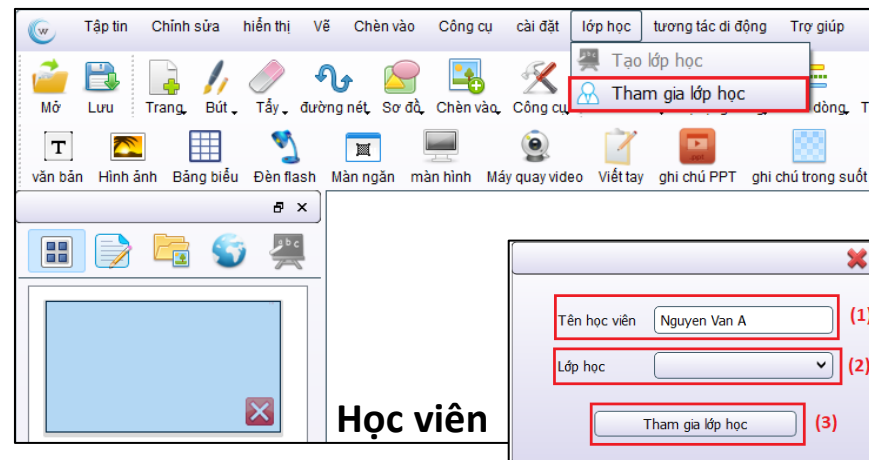 Tập tin Chỉnh sửa hiển thị Vẽ Chèn vào Công cụ cài đặt lớp học tương tác di động Trợ giúp
Tạo lớp học
Tham gia lớp học
Mở Lưu Trang Bút Tẩy đường nét Sơ đồ Chèn vào Công cụ dòng T
văn bản Hình ảnh Bảng biểu Đèn flash Màn ngăn màn hình Máy quay video Viết tay ghi chú PPT ghi chú trong suốt
Tên học viên Nguyen Van A (1)
Lớp học (2)
Tham gia lớp học (3)
Học viên